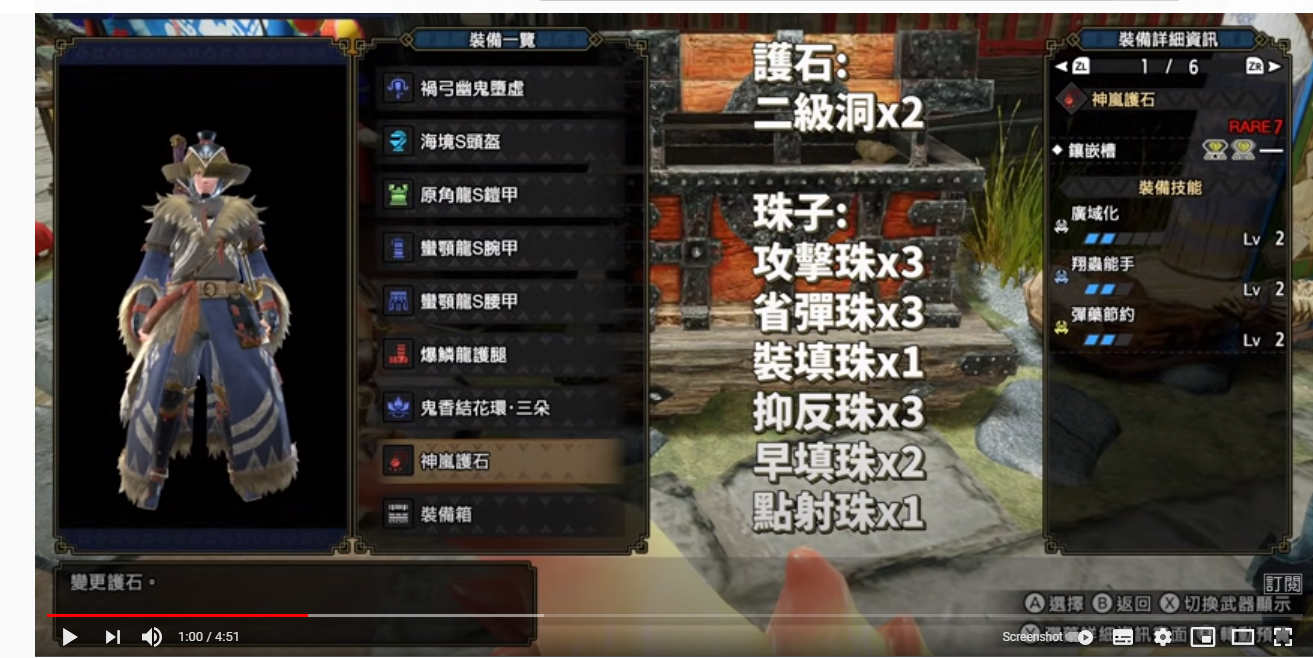 裝備一覽
禍弓幽鬼墮虛
海境S頭盔
原角龍S鎧甲
蠻顎龍S腕甲
蠻顎龍S腰甲
爆鱗龍護腿
鬼香結花環·三朵
神嵐護石
裝備箱
變更護石。
護石:
二級洞x2
珠子:
攻擊珠x3
省彈珠x3
裝填珠x1
抑反珠x3
早填珠x2
點射珠x1
裝備詳細資訊
ZL 1 / 6 ZR
神嵐護石
RARE 7
鑲嵌槽
裝備技能
廣域化
Lv 2
翔蟲能手
Lv 2
彈藥節約
Lv 2
訂閱
A 選擇 B 返回 X 切換武器顯示
1:00 / 4:51
Screenshot